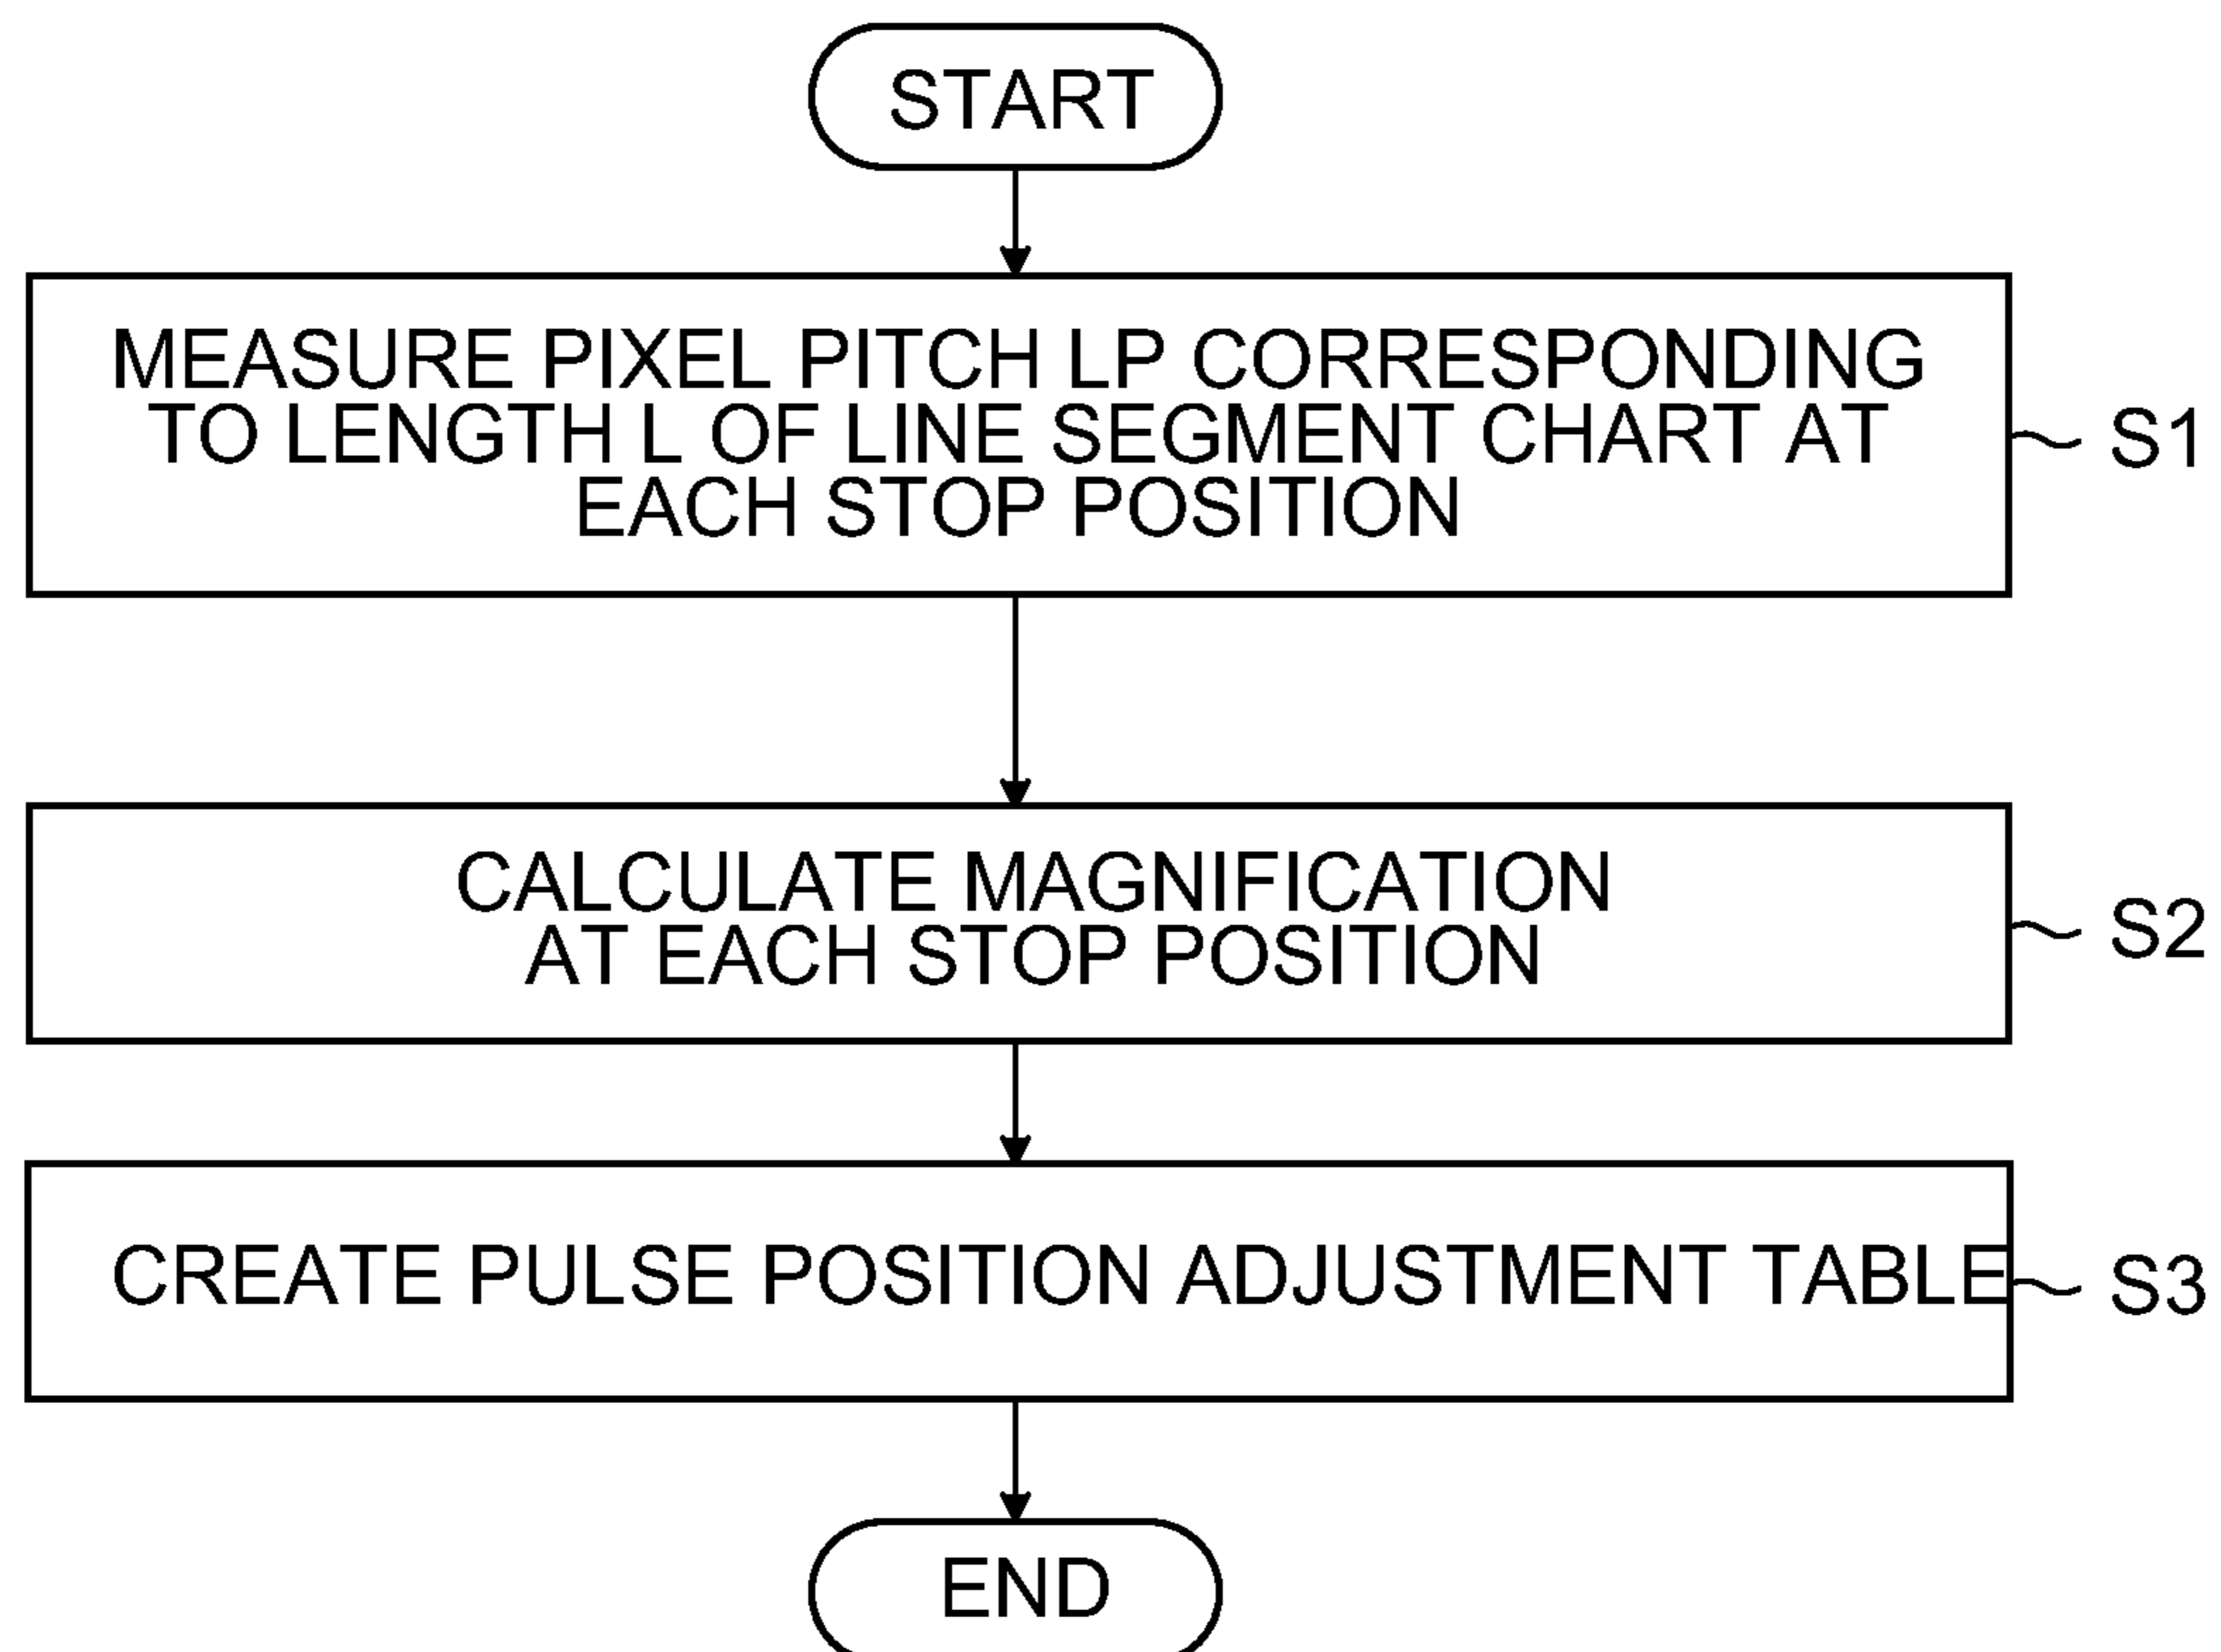 START
MEASURE PIXEL PITCH LP CORRESPONDING
TO LENGTH L OF LINE SEGMENT CHART AT
EACH STOP POSITION
S1
CALCULATE MAGNIFICATION
AT EACH STOP POSITION
S2
CREATE PULSE POSITION ADJUSTMENT TABLE
S3
END